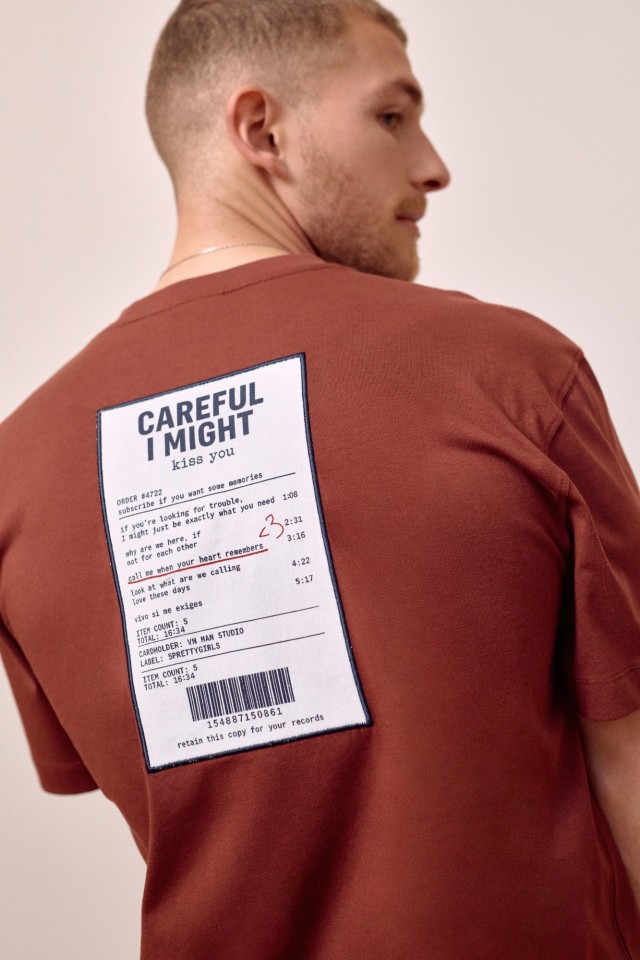 CAREFUL
I MIGHT
kiss you
ORDER #4722
subscribe if you want some memories
if you're looking for trouble,
I might just be exactly what you need 1:08
why are we here, if
not for each other 2:31
<3
call me when your heart remembers 3:16
look at what are we calling
love these days 4:22
vivo si me exiges 5:17
ITEM COUNT: 5
TOTAL: 16:34
CARDHOLDER: VN MAN STUDIO
LABEL: 5PRETTYGIRLS
ITEM COUNT: 5
TOTAL: 16:34
154887150861
retain this copy for your records